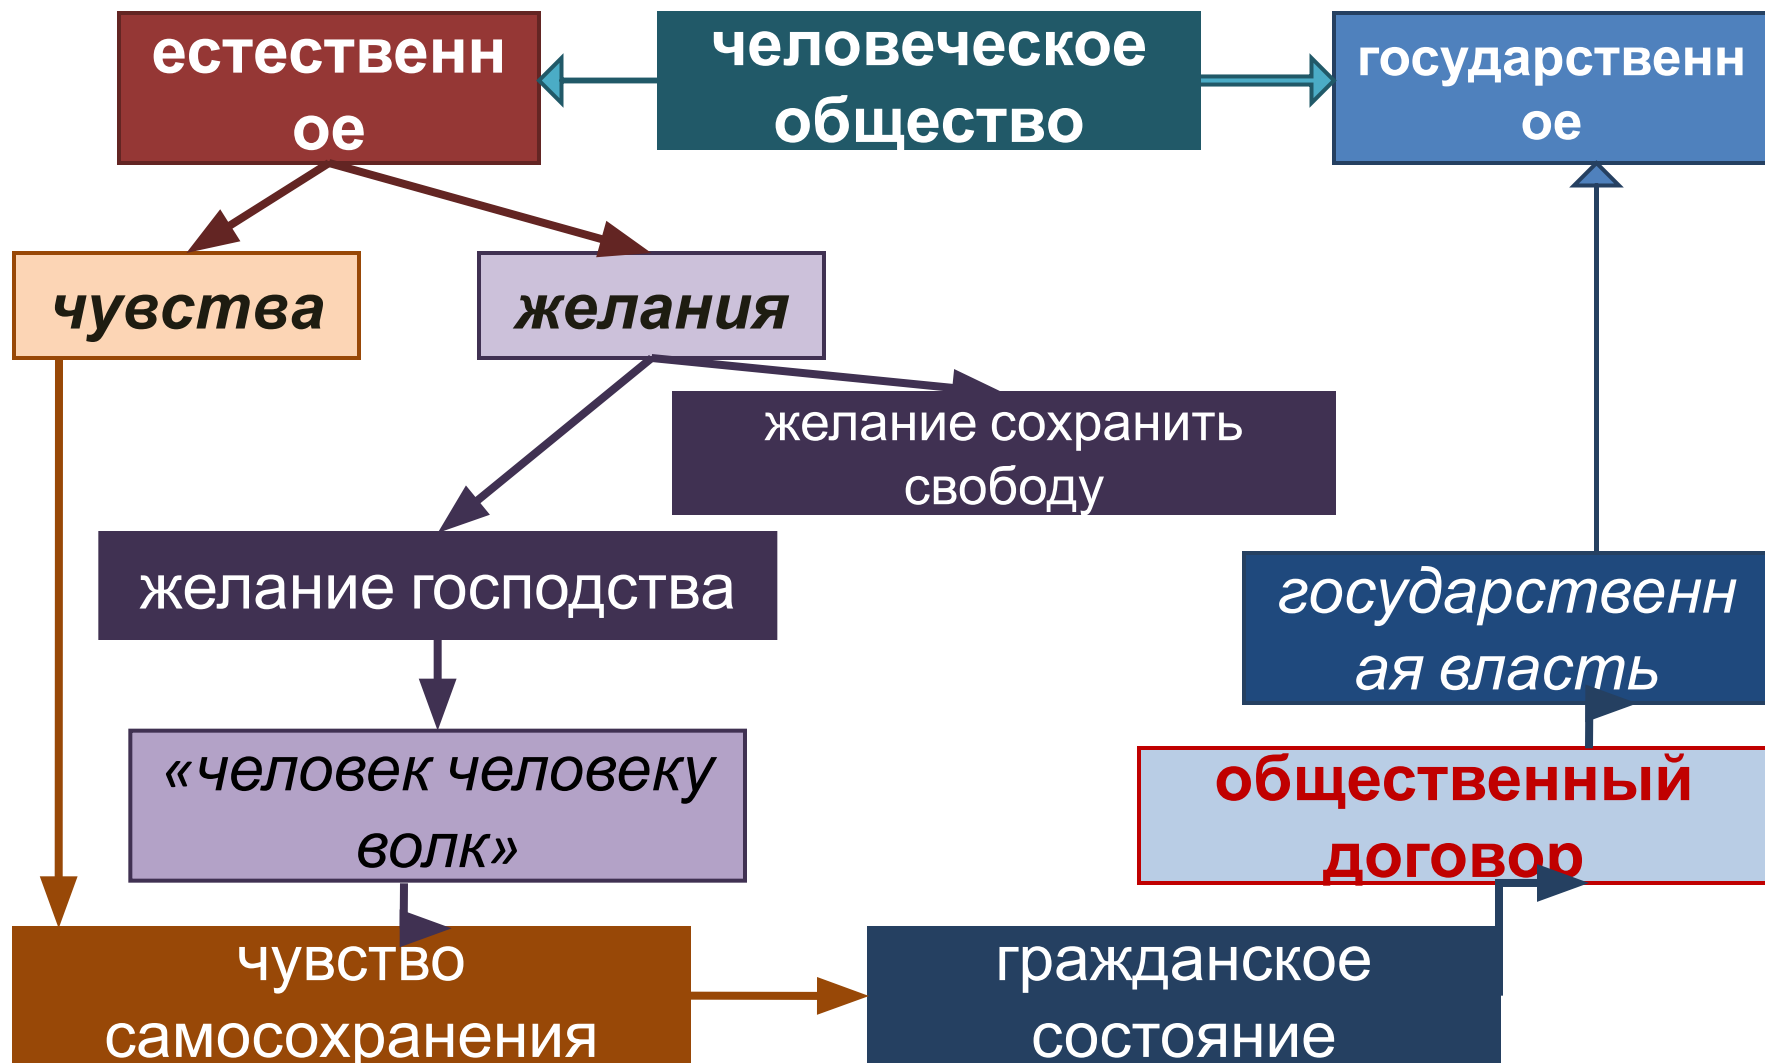 естественн
ое
человеческое
общество
государственн
ое
чувства
желания
желание сохранить
свободу
желание господства
государственн
ая власть
«человек человеку
волк»
общественный
договор
чувство
самосохранения
гражданское
состояние